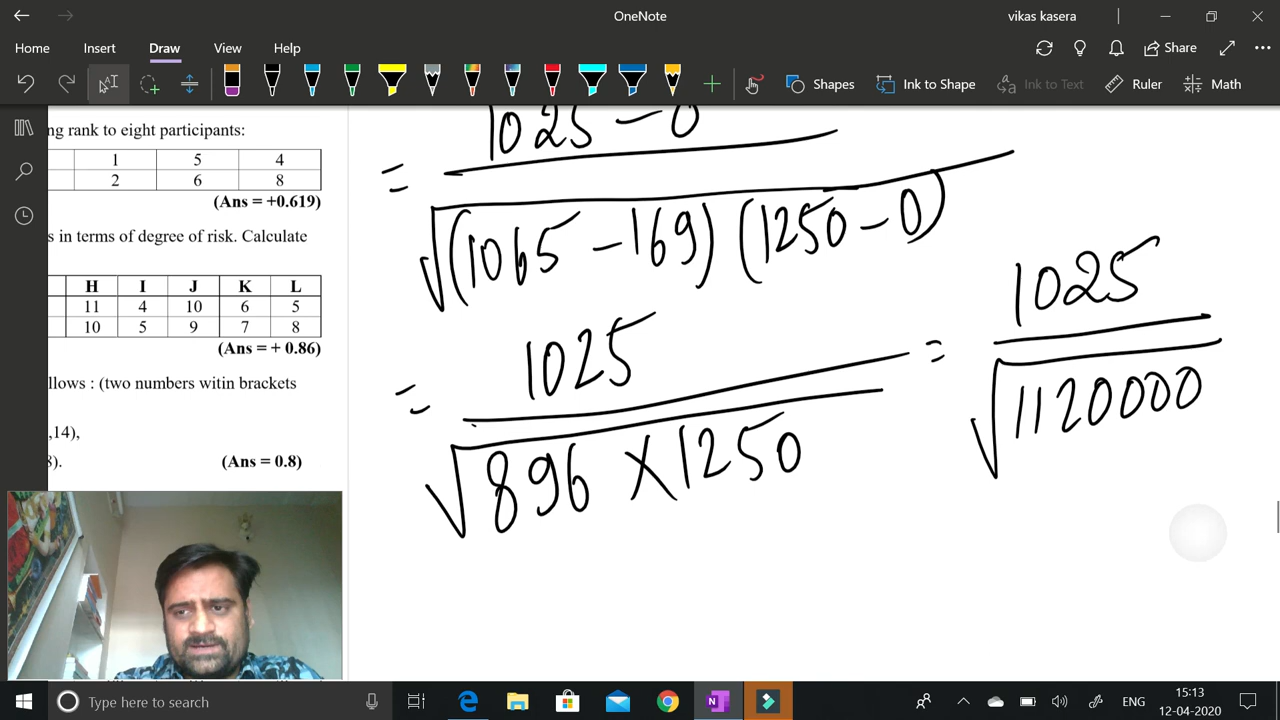 OneNote
vikas kasera
Home Insert Draw View Help
Share
Shapes Ink to Shape Ink to Text Ruler Math
ng rank to eight participants:
1 5 4
2 6 8
(Ans = +0.619)
s in terms of degree of risk. Calculate
H I J K L
11 4 10 6 5
10 5 9 7 8
(Ans = + 0.86)
llows : (two numbers witin brackets
,14),
8). (Ans = 0.8)
1025 - 0
= √(1065 - 169) (1250 - 0)
= 1025
√896 × 1250
= 1025
√1120000
Type here to search
ENG
15:13
12-04-2020